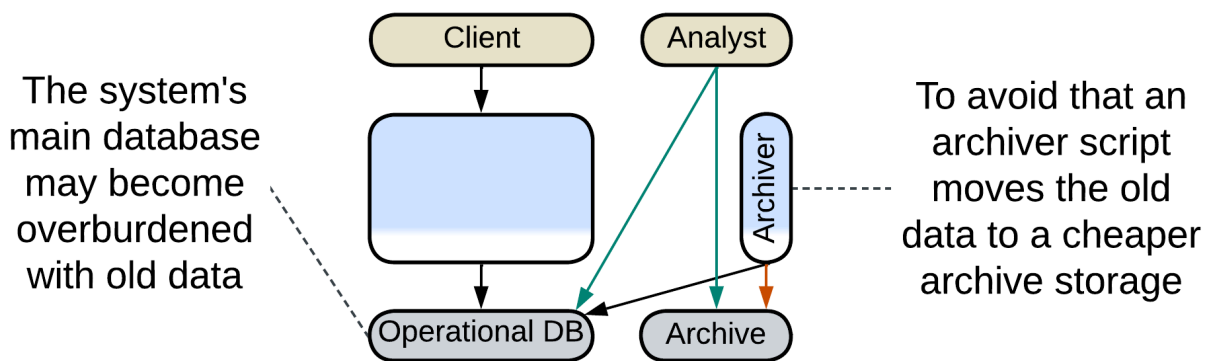 Client
Analyst
The system's
main database
may become
overburdened
with old data
Archiver
To avoid that an
archiver script
moves the old
data to a cheaper
archive storage
Operational DB
Archive